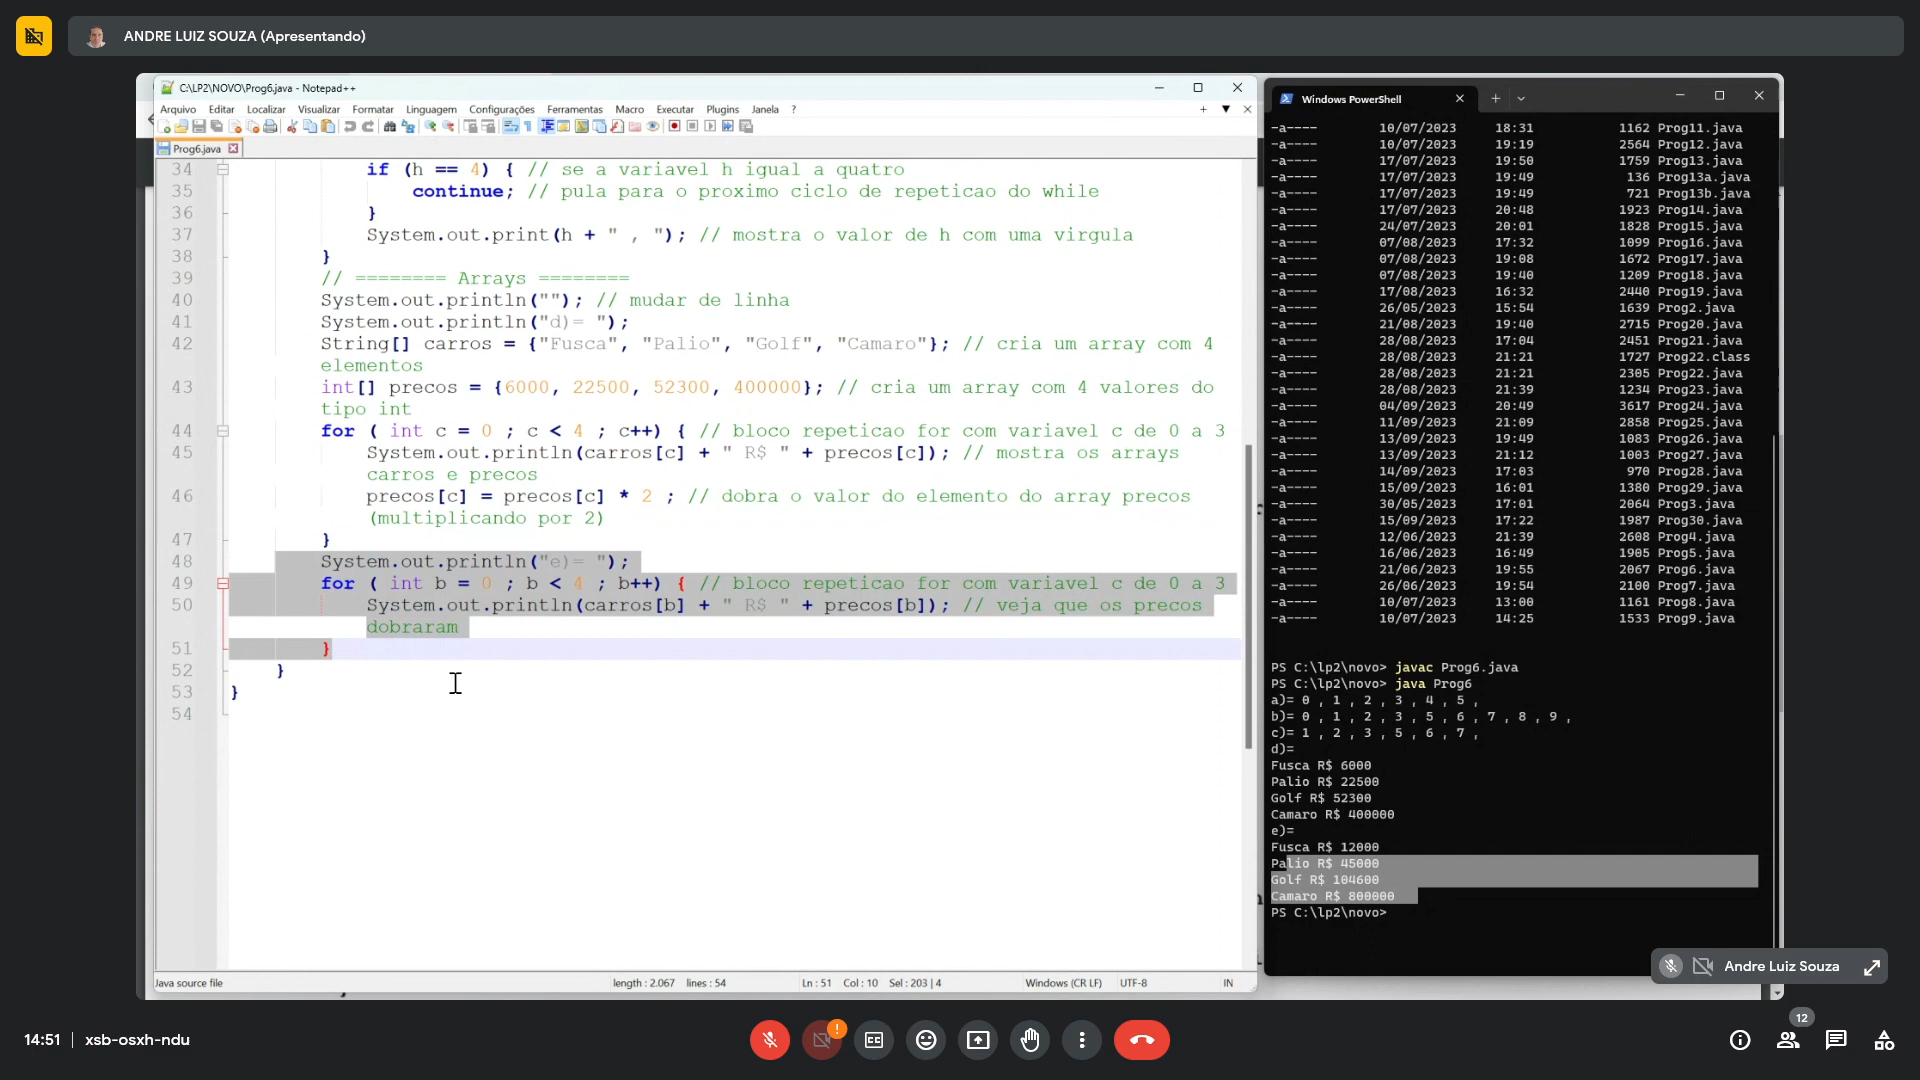 ANDRE LUIZ SOUZA (Apresentando)
C:\LP2\NOVO\Prog6.java - Notepad++
Arquivo Editar Localizar Visualizar Formatar Linguagem Configurações Ferramentas Macro Executar Plugins Janela ?
Prog6.java
34 if (h == 4) { // se a variavel h igual a quatro
35 continue; // pula para o proximo ciclo de repeticao do while
36 }
37 System.out.print(h + " , "); // mostra o valor de h com uma virgula
38 }
39 // ======== Arrays ========
40 System.out.println(""); // mudar de linha
41 System.out.println("d)= ");
42 String[] carros = {"Fusca", "Palio", "Golf", "Camaro"}; // cria um array com 4
elementos
43 int[] precos = {6000, 22500, 52300, 400000}; // cria um array com 4 valores do
tipo int
44 for ( int c = 0 ; c < 4 ; c++) { // bloco repeticao for com variavel c de 0 a 3
45 System.out.println(carros[c] + " R$ " + precos[c]); // mostra os arrays
carros e precos
46 precos[c] = precos[c] * 2 ; // dobra o valor do elemento do array precos
(multiplicando por 2)
47 }
48 System.out.println("e)= ");
49 for ( int b = 0 ; b < 4 ; b++) { // bloco repeticao for com variavel c de 0 a 3
50 System.out.println(carros[b] + " R$ " + precos[b]); // veja que os precos
dobraram
51 }
52 }
53 }
54
Java source file length : 2.067 lines : 54 Ln : 51 Col : 10 Sel : 203 | 4 Windows (CR LF) UTF-8 IN
Windows PowerShell
-a---- 10/07/2023 18:31 1162 Prog11.java
-a---- 10/07/2023 19:19 2564 Prog12.java
-a---- 17/07/2023 19:50 1759 Prog13.java
-a---- 17/07/2023 19:49 136 Prog13a.java
-a---- 17/07/2023 19:49 721 Prog13b.java
-a---- 17/07/2023 20:48 1923 Prog14.java
-a---- 24/07/2023 20:01 1828 Prog15.java
-a---- 07/08/2023 17:32 1099 Prog16.java
-a---- 07/08/2023 19:08 1672 Prog17.java
-a---- 07/08/2023 19:40 1209 Prog18.java
-a---- 17/08/2023 16:32 2440 Prog19.java
-a---- 26/05/2023 15:54 1639 Prog2.java
-a---- 21/08/2023 19:40 2715 Prog20.java
-a---- 28/08/2023 17:04 2451 Prog21.java
-a---- 28/08/2023 21:21 1727 Prog22.class
-a---- 28/08/2023 21:21 2305 Prog22.java
-a---- 28/08/2023 21:39 1234 Prog23.java
-a---- 04/09/2023 20:49 3617 Prog24.java
-a---- 11/09/2023 21:09 2858 Prog25.java
-a---- 13/09/2023 19:49 1083 Prog26.java
-a---- 13/09/2023 21:12 1003 Prog27.java
-a---- 14/09/2023 17:03 970 Prog28.java
-a---- 15/09/2023 16:01 1380 Prog29.java
-a---- 30/05/2023 17:01 2064 Prog3.java
-a---- 15/09/2023 17:22 1987 Prog30.java
-a---- 12/06/2023 21:39 2608 Prog4.java
-a---- 16/06/2023 16:49 1905 Prog5.java
-a---- 21/06/2023 19:55 2067 Prog6.java
-a---- 26/06/2023 19:54 2100 Prog7.java
-a---- 10/07/2023 13:00 1161 Prog8.java
-a---- 10/07/2023 14:25 1533 Prog9.java
PS C:\lp2\novo> javac Prog6.java
PS C:\lp2\novo> java Prog6
a)= 0 , 1 , 2 , 3 , 4 , 5 ,
b)= 0 , 1 , 2 , 3 , 5 , 6 , 7 , 8 , 9 ,
c)= 1 , 2 , 3 , 5 , 6 , 7 ,
d)=
Fusca R$ 6000
Palio R$ 22500
Golf R$ 52300
Camaro R$ 400000
e)=
Fusca R$ 12000
Palio R$ 45000
Golf R$ 104600
Camaro R$ 800000
PS C:\lp2\novo>
Andre Luiz Souza
14:51 | xsb-osxh-ndu
12